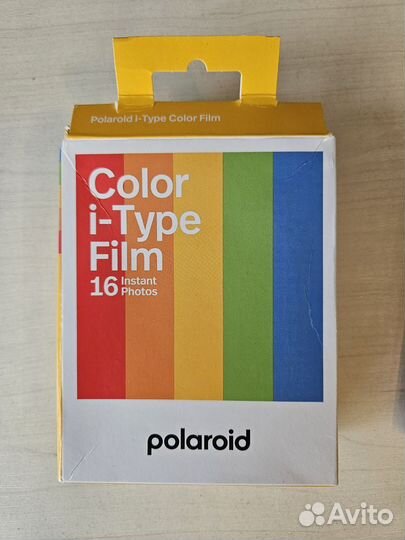 Polaroid i-Type Color Film
Color
i-Type
Film
16 Instant
Photos
polaroid
Avito